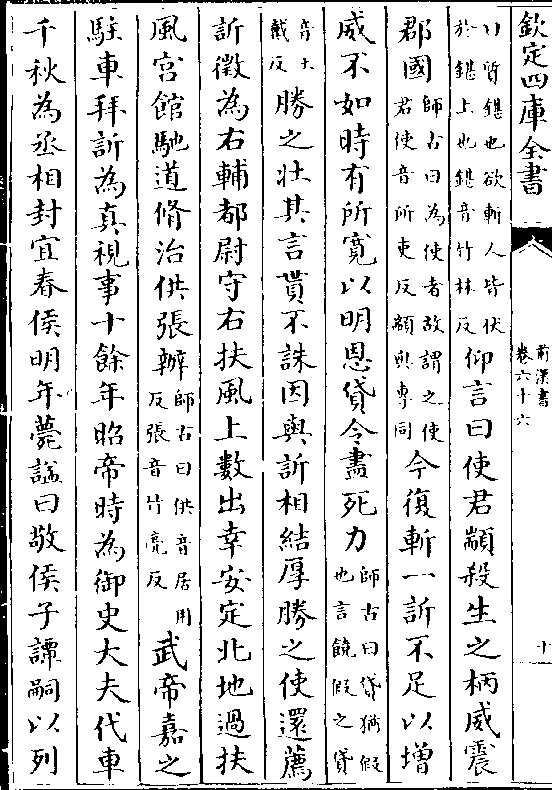 欽定四庫全書
前漢書
卷六十六
十
質鍖也欲斬人皆伏
於鍖上也鍖音竹林反
仰言曰使君顓殺生之柄威震
郡國
師古曰為使者故謂之使
君使音所吏反顓與專同
今復斬一訢不足以增
威不如時有所寛以明恩貸令盡死力
師古曰貸猶假
也言饒假之貸
音土
戴反
勝之壯其言貰不誅因與訢相結厚勝之使還薦
訢徵為右輔都尉守右扶風上數出幸安定北地過扶
風宮館馳道脩治供張辦
師古曰供音居用
反張音竹亮反
武帝嘉之
駐車拜訢為真視事十餘年昭帝時為御史大夫代車
千秋為丞相封宜春侯明年薨諡曰敬侯子譚嗣以列